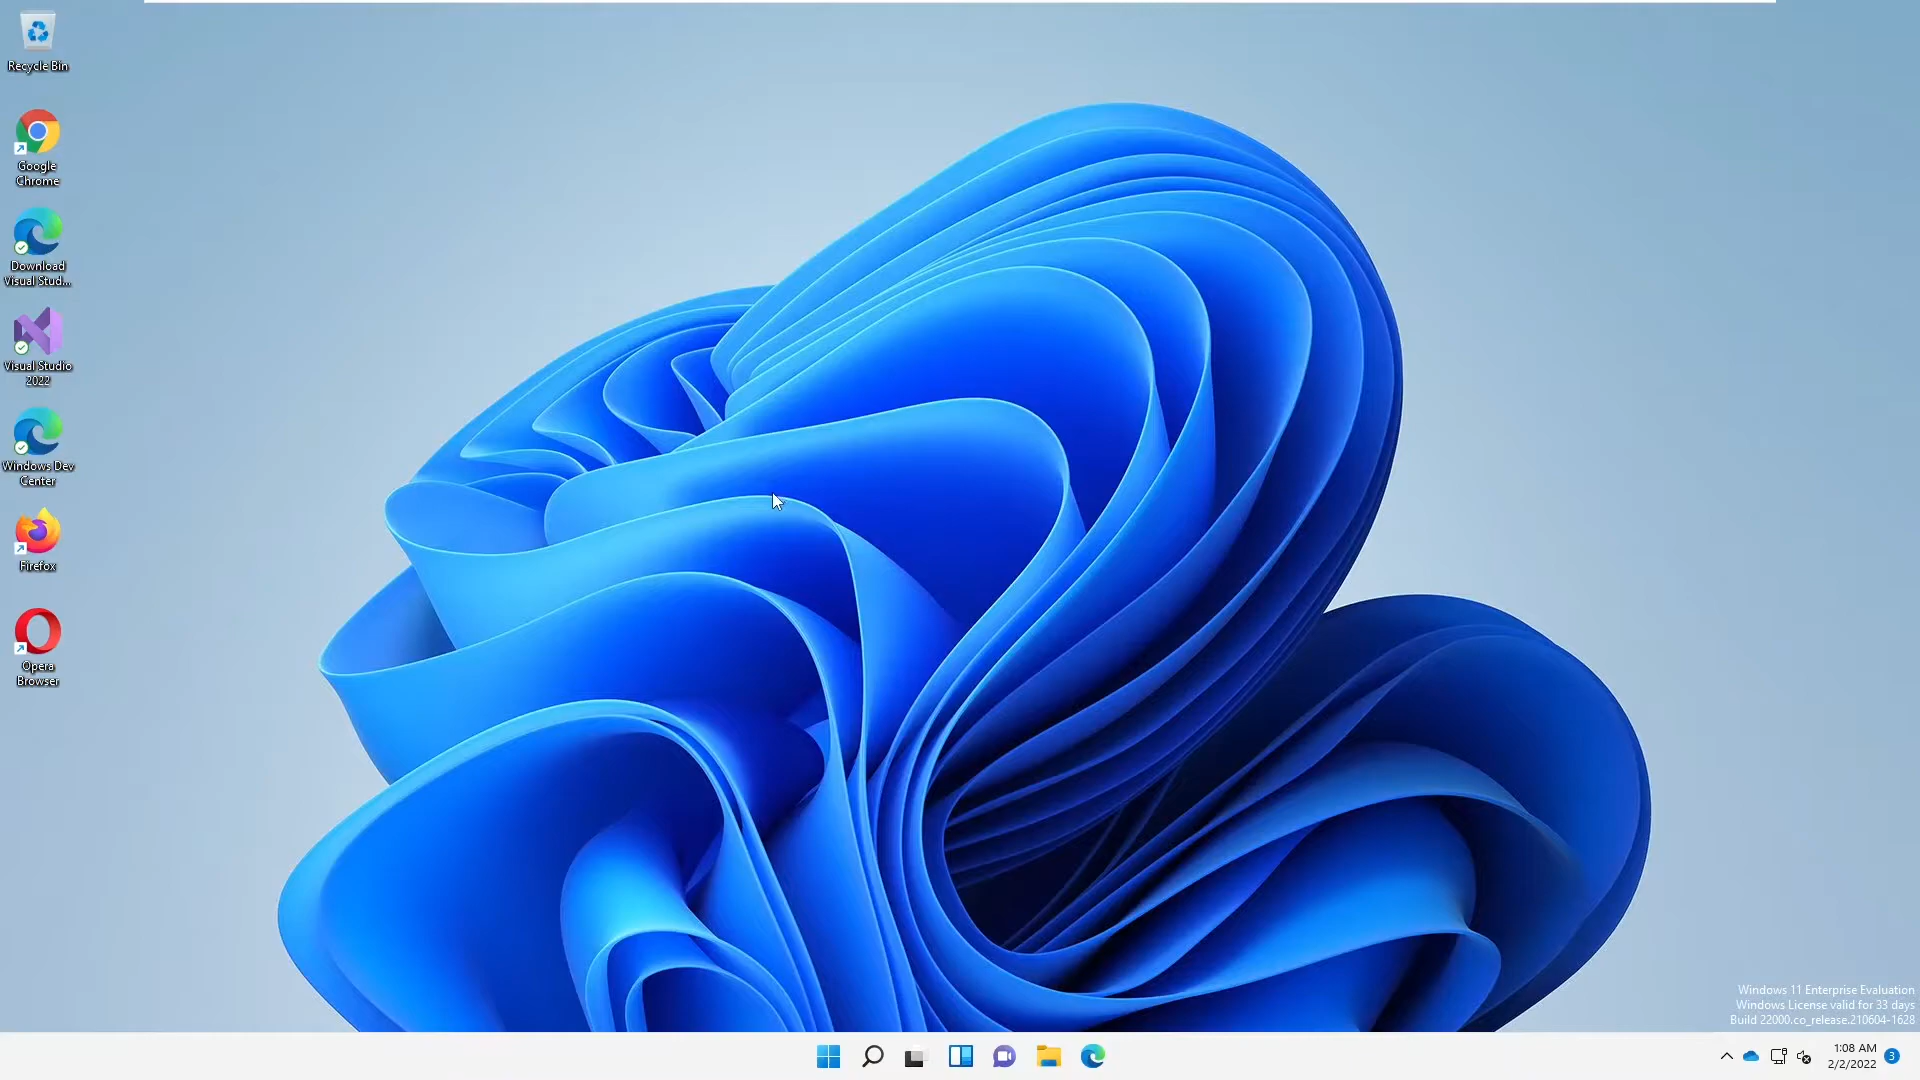 Recycle Bin
Google
Chrome
Download
Visual Stud...
Visual Studio
2022
Windows Dev
Center
Firefox
Opera
Browser
Windows 11 Enterprise Evaluation
Windows License valid for 33 days
Build 22000.co_release.210604-1628
1:08 AM
2/2/2022
3